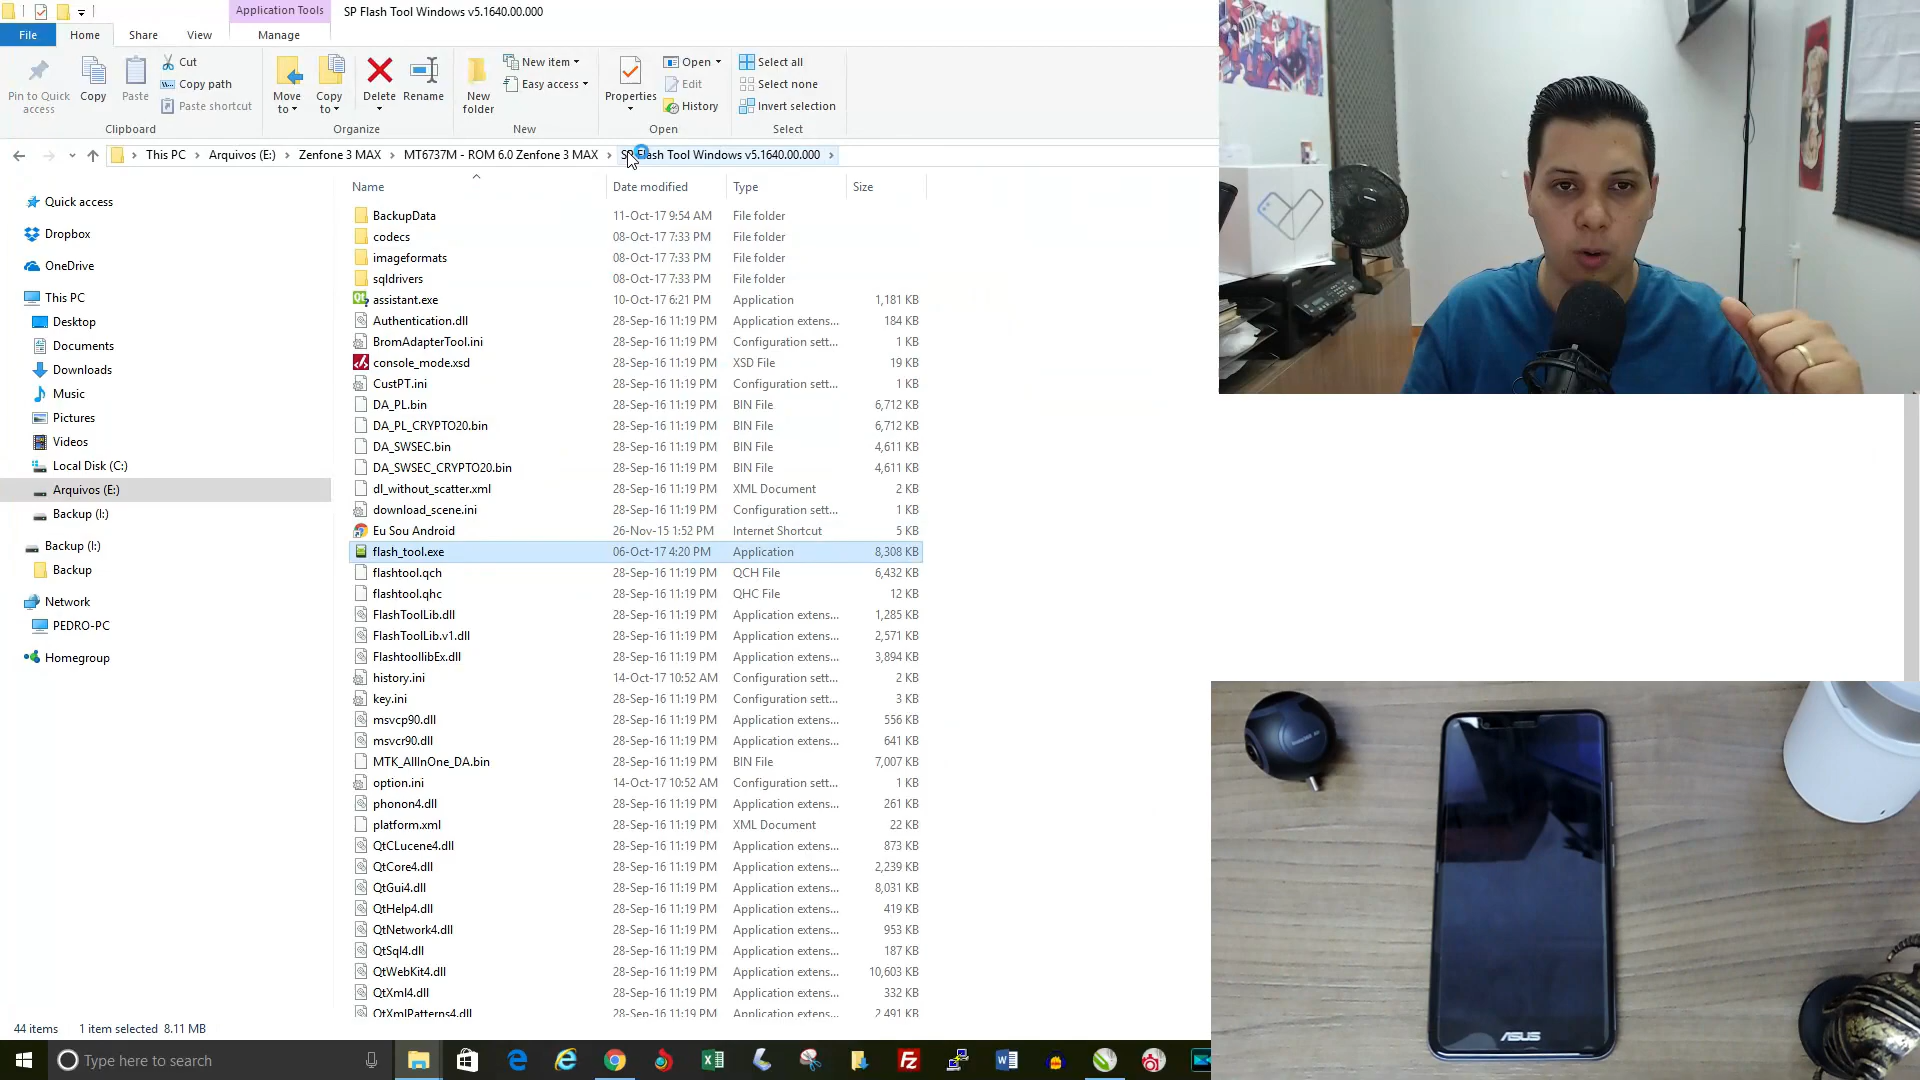 Application Tools
SP Flash Tool Windows v5.1640.00.000
File
Home
Share
View
Manage
Pin to Quick access
Copy
Paste
Cut
Copy path
Paste shortcut
Move to
Copy to
Delete
Rename
New folder
New item
Easy access
Properties
Open
Edit
History
Select all
Select none
Invert selection
Clipboard
Organize
New
Open
Select
This PC
Arquivos (E:)
Zenfone 3 MAX
MT6737M - ROM 6.0 Zenfone 3 MAX
SP Flash Tool Windows v5.1640.00.000
Name Date modified Type Size
Quick access
Dropbox
OneDrive
This PC
Desktop
Documents
Downloads
Music
Pictures
Videos
Local Disk (C:)
Arquivos (E:)
Backup (I:)
Backup (I:)
Backup
Network
PEDRO-PC
Homegroup
BackupData 11-Oct-17 9:54 AM File folder
codecs 08-Oct-17 7:33 PM File folder
imageformats 08-Oct-17 7:33 PM File folder
sqldrivers 08-Oct-17 7:33 PM File folder
assistant.exe 10-Oct-17 6:21 PM Application 1,181 KB
Authentication.dll 28-Sep-16 11:19 PM Application extens... 184 KB
BromAdapterTool.ini 28-Sep-16 11:19 PM Configuration sett... 1 KB
console_mode.xsd 28-Sep-16 11:19 PM XSD File 19 KB
CustPT.ini 28-Sep-16 11:19 PM Configuration sett... 1 KB
DA_PL.bin 28-Sep-16 11:19 PM BIN File 6,712 KB
DA_PL_CRYPTO20.bin 28-Sep-16 11:19 PM BIN File 6,712 KB
DA_SWSEC.bin 28-Sep-16 11:19 PM BIN File 4,611 KB
DA_SWSEC_CRYPTO20.bin 28-Sep-16 11:19 PM BIN File 4,611 KB
dl_without_scatter.xml 28-Sep-16 11:19 PM XML Document 2 KB
download_scene.ini 28-Sep-16 11:19 PM Configuration sett... 1 KB
Eu Sou Android 26-Nov-15 1:52 PM Internet Shortcut 5 KB
flash_tool.exe 06-Oct-17 4:20 PM Application 8,308 KB
flashtool.qch 28-Sep-16 11:19 PM QCH File 6,432 KB
flashtool.qhc 28-Sep-16 11:19 PM QHC File 12 KB
FlashToolLib.dll 28-Sep-16 11:19 PM Application extens... 1,285 KB
FlashToolLib.v1.dll 28-Sep-16 11:19 PM Application extens... 2,571 KB
FlashtoollibEx.dll 28-Sep-16 11:19 PM Application extens... 3,894 KB
history.ini 14-Oct-17 10:52 AM Configuration sett... 2 KB
key.ini 28-Sep-16 11:19 PM Configuration sett... 3 KB
msvcp90.dll 28-Sep-16 11:19 PM Application extens... 556 KB
msvcr90.dll 28-Sep-16 11:19 PM Application extens... 641 KB
MTK_AllInOne_DA.bin 28-Sep-16 11:19 PM BIN File 7,007 KB
option.ini 14-Oct-17 10:52 AM Configuration sett... 1 KB
phonon4.dll 28-Sep-16 11:19 PM Application extens... 261 KB
platform.xml 28-Sep-16 11:19 PM XML Document 22 KB
QtCLucene4.dll 28-Sep-16 11:19 PM Application extens... 873 KB
QtCore4.dll 28-Sep-16 11:19 PM Application extens... 2,239 KB
QtGui4.dll 28-Sep-16 11:19 PM Application extens... 8,031 KB
QtHelp4.dll 28-Sep-16 11:19 PM Application extens... 419 KB
QtNetwork4.dll 28-Sep-16 11:19 PM Application extens... 953 KB
QtSql4.dll 28-Sep-16 11:19 PM Application extens... 187 KB
QtWebKit4.dll 28-Sep-16 11:19 PM Application extens... 10,603 KB
QtXml4.dll 28-Sep-16 11:19 PM Application extens... 332 KB
QtXmlPatterns4.dll 28-Sep-16 11:19 PM Application extens... 2,491 KB
44 items 1 item selected 8.11 MB
Type here to search
ASUS